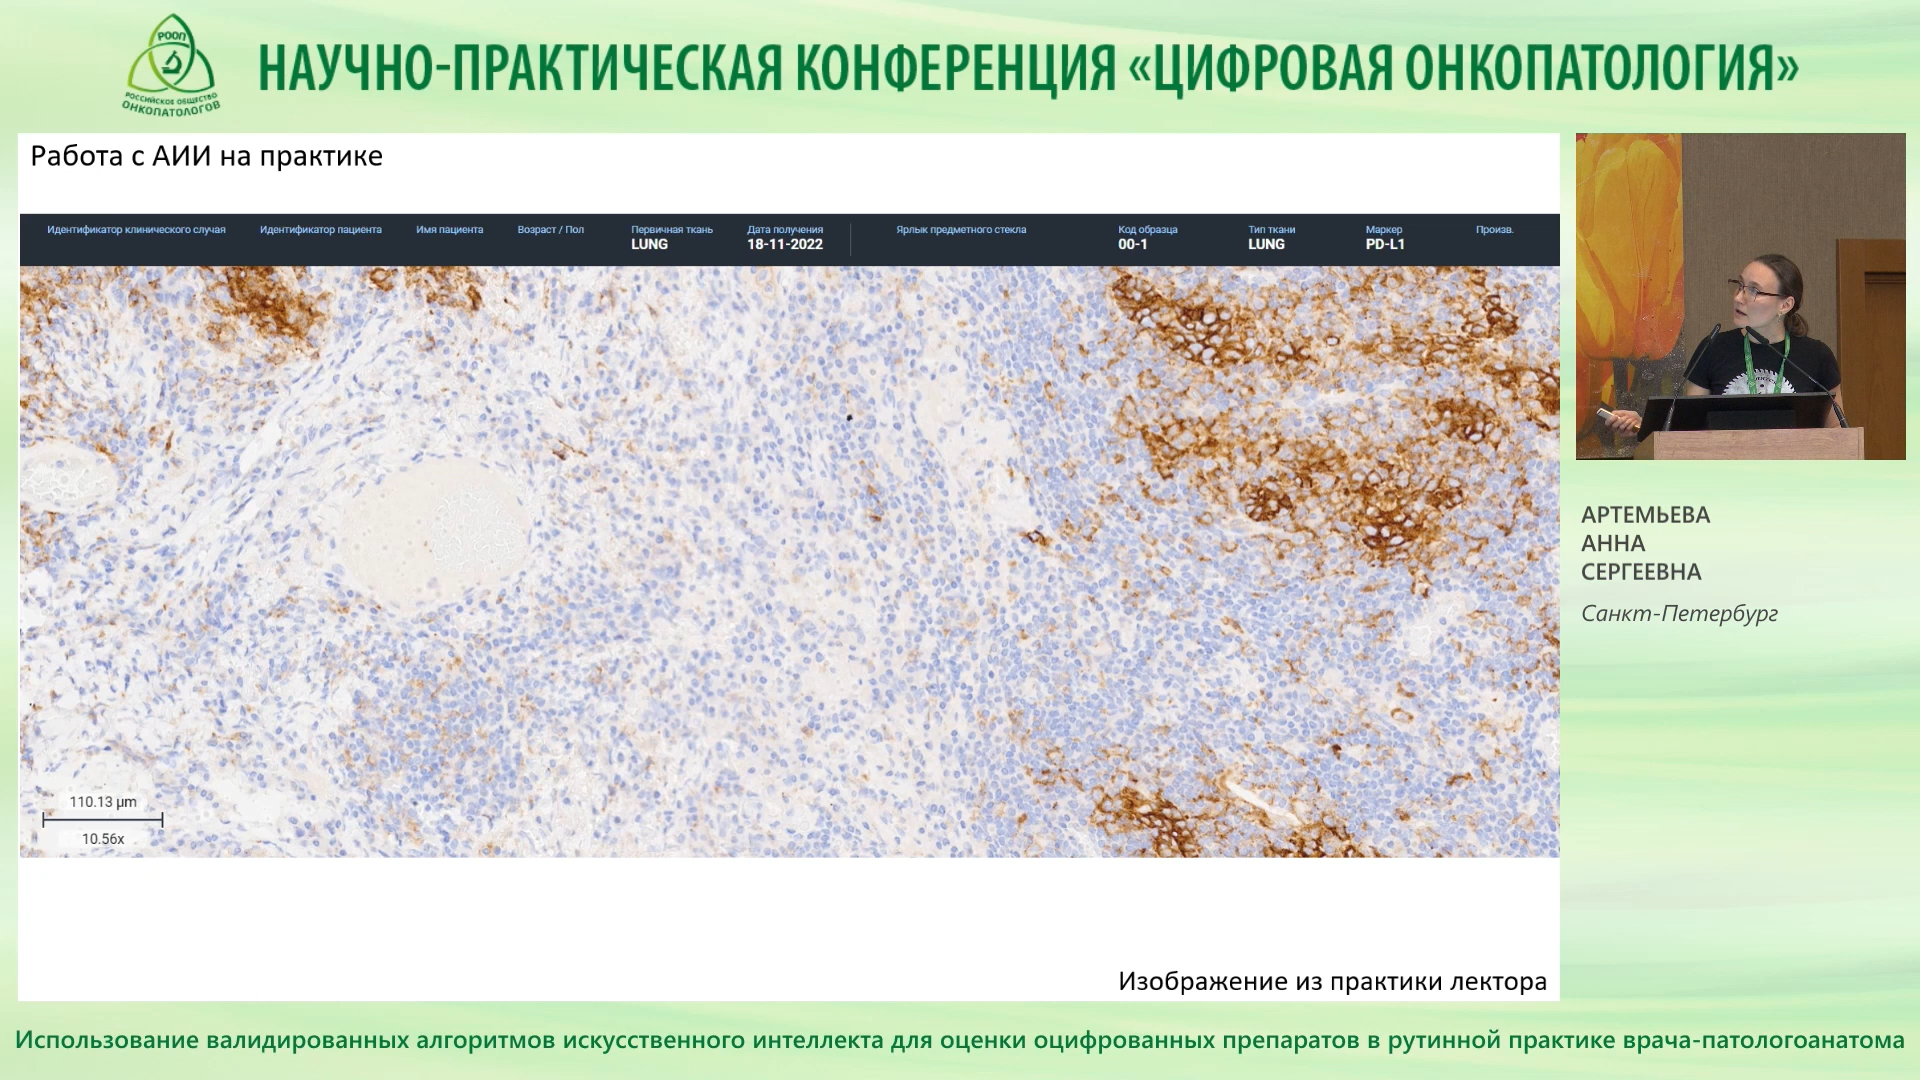 РООП
РОССИЙСКОЕ ОБЩЕСТВО
ОНКОПАТОЛОГОВ
НАУЧНО-ПРАКТИЧЕСКАЯ КОНФЕРЕНЦИЯ «ЦИФРОВАЯ ОНКОПАТОЛОГИЯ»
Работа с АИИ на практике
Идентификатор клинического случая Идентификатор пациента Имя пациента Возраст / Пол Первичная ткань Дата получения Ярлык предметного стекла Код образца Тип ткани Маркер Произв.
LUNG 18-11-2022 00-1 LUNG PD-L1
110.13 µm
10.56x
Изображение из практики лектора
АРТЕМЬЕВА
АННА
СЕРГЕЕВНА
Санкт-Петербург
Использование валидированных алгоритмов искусственного интеллекта для оценки оцифрованных препаратов в рутинной практике врача-патологоанатома